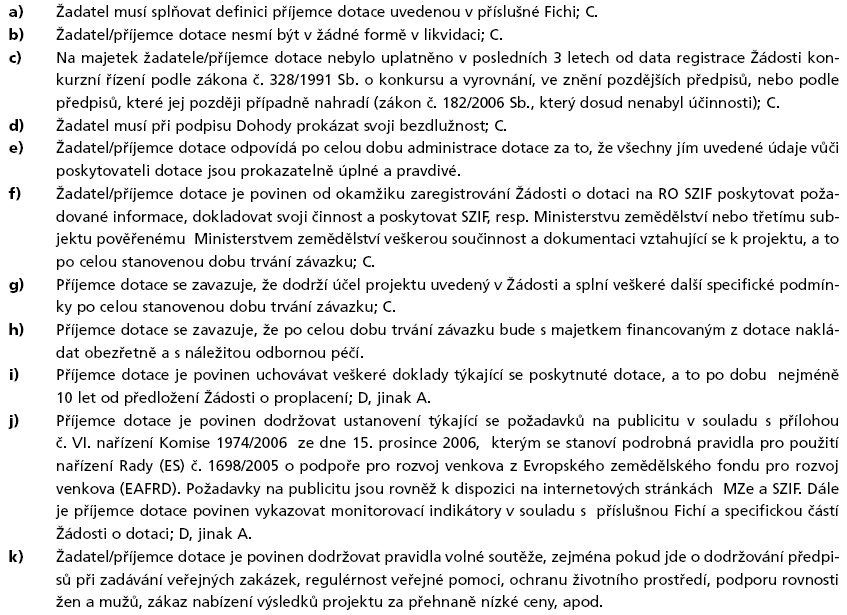 a) Žadatel musí splňovat definici příjemce dotace uvedenou v příslušné Fichi; C.
b) Žadatel/příjemce dotace nesmí být v žádné formě v likvidaci; C.
c) Na majetek žadatele/příjemce dotace nebylo uplatněno v posledních 3 letech od data registrace Žádosti kon-
kurzní řízení podle zákona č. 328/1991 Sb. o konkursu a vyrovnání, ve znění pozdějších předpisů, nebo podle
předpisů, které jej později případně nahradí (zákon č. 182/2006 Sb., který dosud nenabyl účinnosti); C.
d) Žadatel musí při podpisu Dohody prokázat svoji bezdlužnost; C.
e) Žadatel/příjemce dotace odpovídá po celou dobu administrace dotace za to, že všechny jím uvedené údaje vůči
poskytovateli dotace jsou prokazatelně úplné a pravdivé.
f) Žadatel/příjemce dotace je povinen od okamžiku zaregistrování Žádosti o dotaci na RO SZIF poskytovat poža-
dované informace, dokladovat svoji činnost a poskytovat SZIF, resp. Ministerstvu zemědělství nebo třetímu sub-
jektu pověřenému Ministerstvem zemědělství veškerou součinnost a dokumentaci vztahující se k projektu, a to
po celou stanovenou dobu trvání závazku; C.
g) Příjemce dotace se zavazuje, že dodrží účel projektu uvedený v Žádosti a splní veškeré další specifické podmín-
ky po celou stanovenou dobu trvání závazku; C.
h) Příjemce dotace se zavazuje, že po celou dobu trvání závazku bude s majetkem financovaným z dotace naklá-
dat obezřetně a s náležitou odbornou péčí.
i) Příjemce dotace je povinen uchovávat veškeré doklady týkající se poskytnuté dotace, a to po dobu nejméně
10 let od předložení Žádosti o proplacení; D, jinak A.
j) Příjemce dotace je povinen dodržovat ustanovení týkající se požadavků na publicitu v souladu s přílohou
č. VI. nařízení Komise 1974/2006 ze dne 15. prosince 2006, kterým se stanoví podrobná pravidla pro použití
nařízení Rady (ES) č. 1698/2005 o podpoře pro rozvoj venkova z Evropského zemědělského fondu pro rozvoj
venkova (EAFRD). Požadavky na publicitu jsou rovněž k dispozici na internetových stránkách MZe a SZIF. Dále
je příjemce dotace povinen vykazovat monitorovací indikátory v souladu s příslušnou Fichí a specifickou částí
Žádosti o dotaci; D, jinak A.
k) Žadatel/příjemce dotace je povinen dodržovat pravidla volné soutěže, zejména pokud jde o dodržování předpi-
sů při zadávání veřejných zakázek, regulérnost veřejné pomoci, ochranu životního prostředí, podporu rovnosti
žen a mužů, zákaz nabízení výsledků projektu za přehnaně nízké ceny, apod.